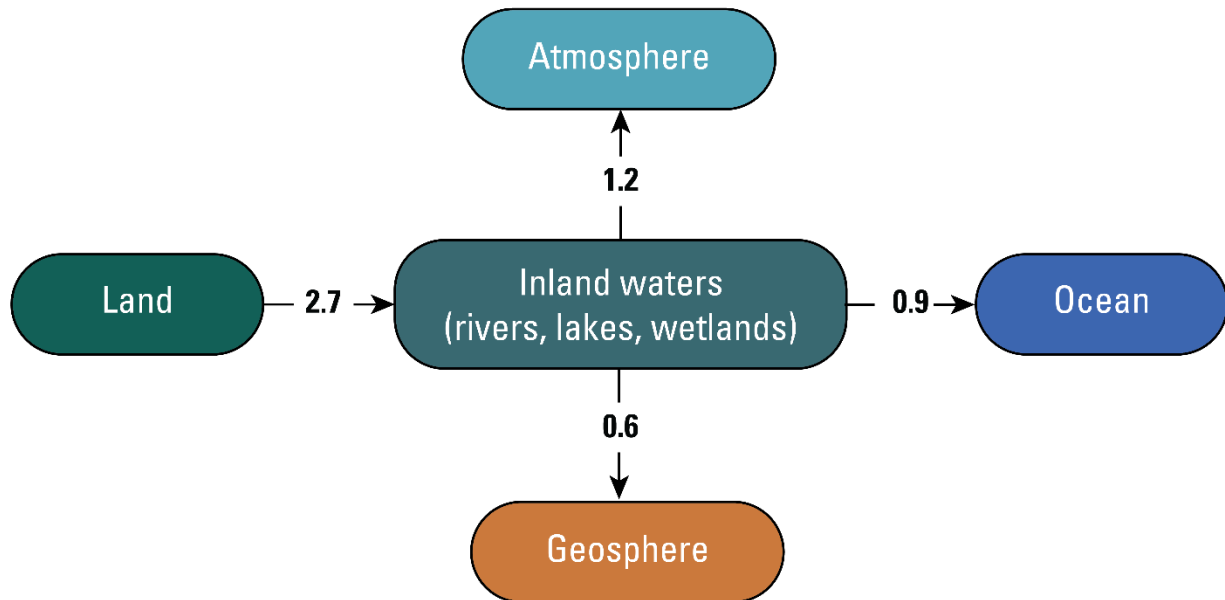 Atmosphere
1.2
Land
2.7
Inland waters
(rivers, lakes, wetlands)
0.9
Ocean
0.6
Geosphere